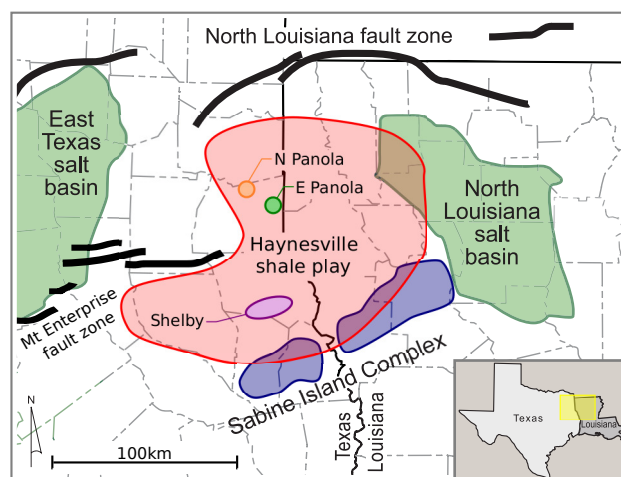 North Louisiana fault zone
East
Texas
salt
basin
N Panola
E Panola
North
Louisiana
salt
basin
Haynesville
shale play
Mt Enterprise
fault zone
Shelby
Sabine Island Complex
Texas
Louisiana
N
100km
Texas
Louisiana